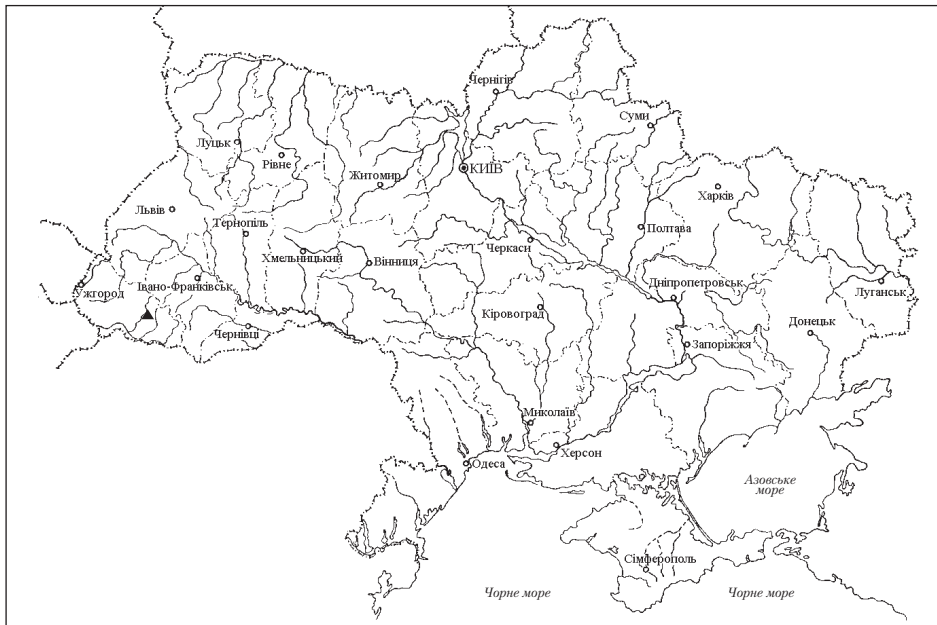 Чернігів
Суми
Луцьк
Рівне
КИЇВ
Житомир
Харків
Львів
Тернопіль
Полтава
Черкаси
Хмельницький
Вінниця
Ужгород
Івано-Франківськ
Дніпропетровськ
Луганськ
Кіровоград
Донецьк
Чернівці
Запоріжжя
Миколаїв
Херсон
Одеса
Азовське
море
Сімферополь
Чорне море
Чорне море